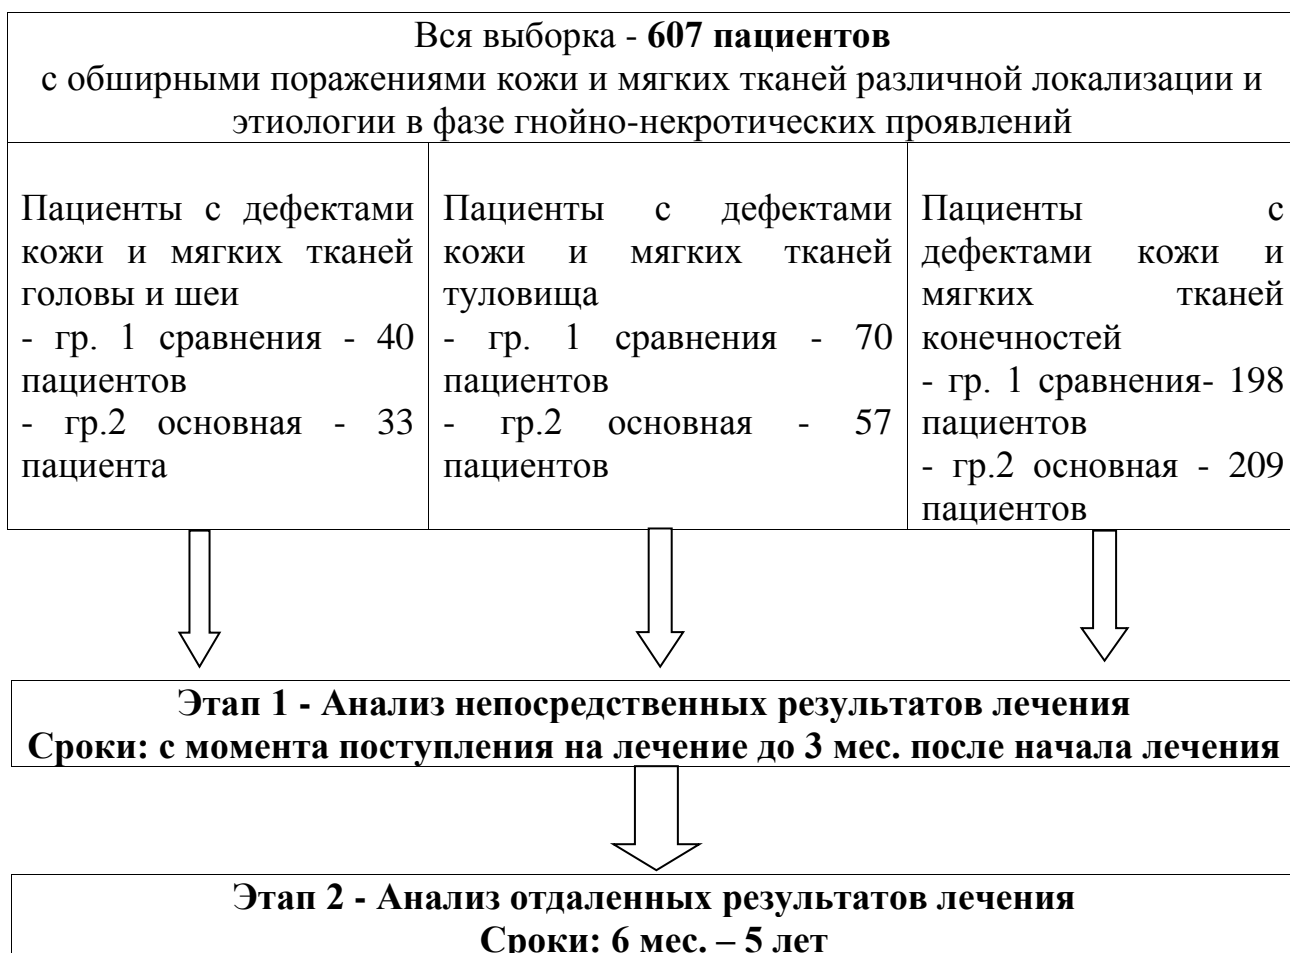 Вся выборка - 607 пациентов
с обширными поражениями кожи и мягких тканей различной локализации и
этиологии в фазе гнойно-некротических проявлений
Пациенты с дефектами
кожи и мягких тканей
головы и шеи
- гр. 1 сравнения - 40
пациентов
- гр.2 основная - 33
пациента
Пациенты с дефектами
кожи и мягких тканей
туловища
- гр. 1 сравнения - 70
пациентов
- гр.2 основная - 57
пациентов
Пациенты с
дефектами кожи и
мягких тканей
конечностей
- гр. 1 сравнения- 198
пациентов
- гр.2 основная - 209
пациентов
Этап 1 - Анализ непосредственных результатов лечения
Сроки: с момента поступления на лечение до 3 мес. после начала лечения
Этап 2 - Анализ отдаленных результатов лечения
Сроки: 6 мес. – 5 лет